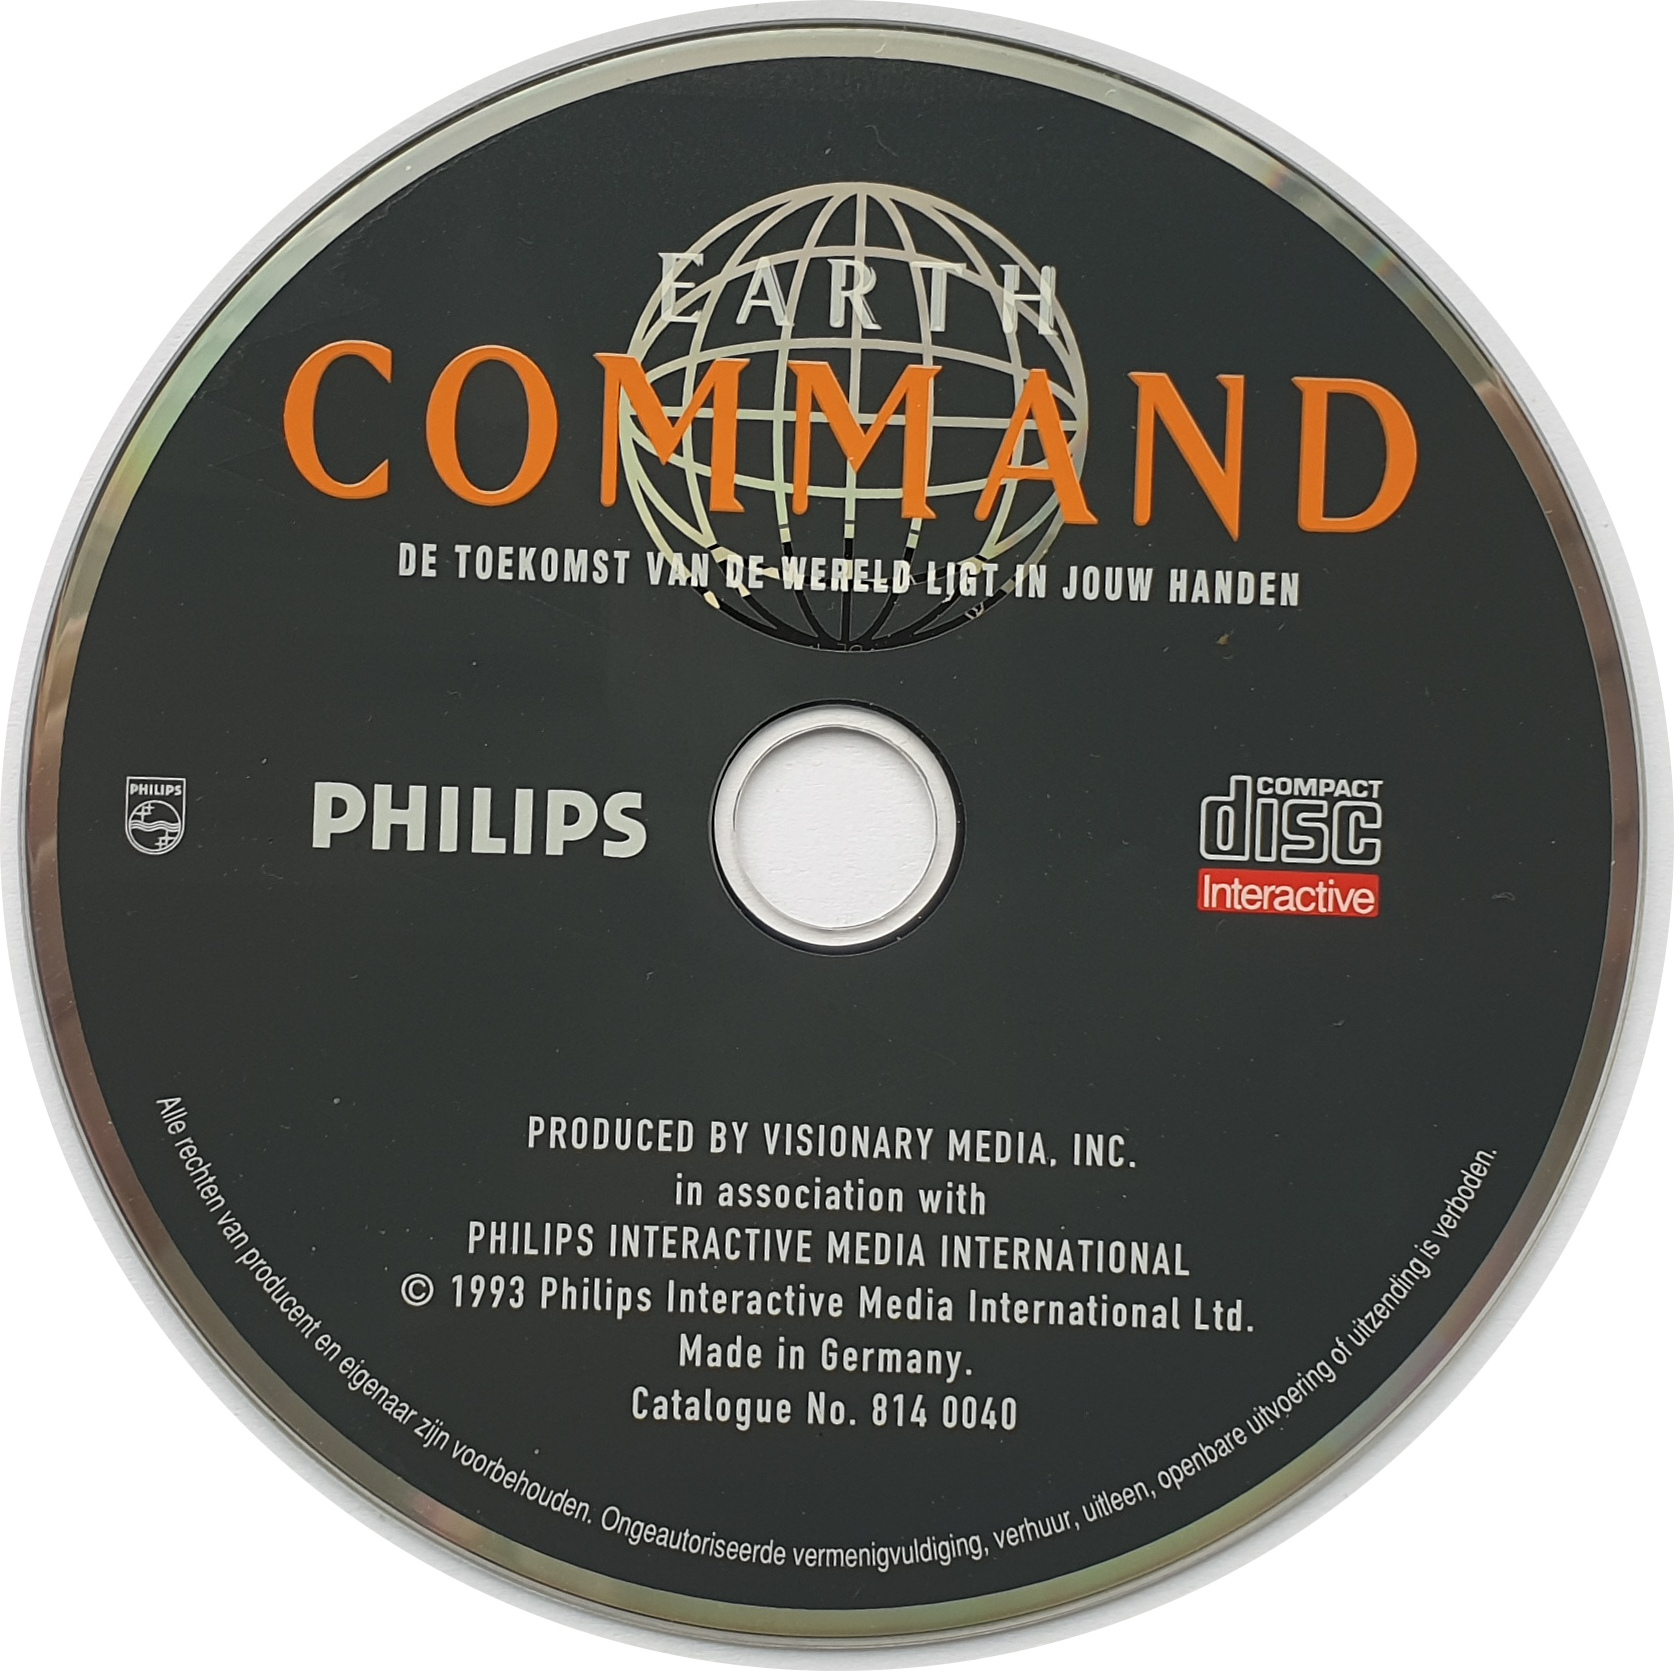 EARTH
COMMAND
DE TOEKOMST VAN DE WERELD LIGT IN JOUW HANDEN
PHILIPS
PHILIPS
COMPACT
disc
Interactive
PRODUCED BY VISIONARY MEDIA, INC.
in association with
PHILIPS INTERACTIVE MEDIA INTERNATIONAL
© 1993 Philips Interactive Media International Ltd.
Made in Germany.
Catalogue No. 814 0040
Alle rechten van producent en eigenaar zijn voorbehouden. Ongeautoriseerde vermenigvuldiging, verhuur, uitleen, openbare uitvoering of uitzending is verboden.